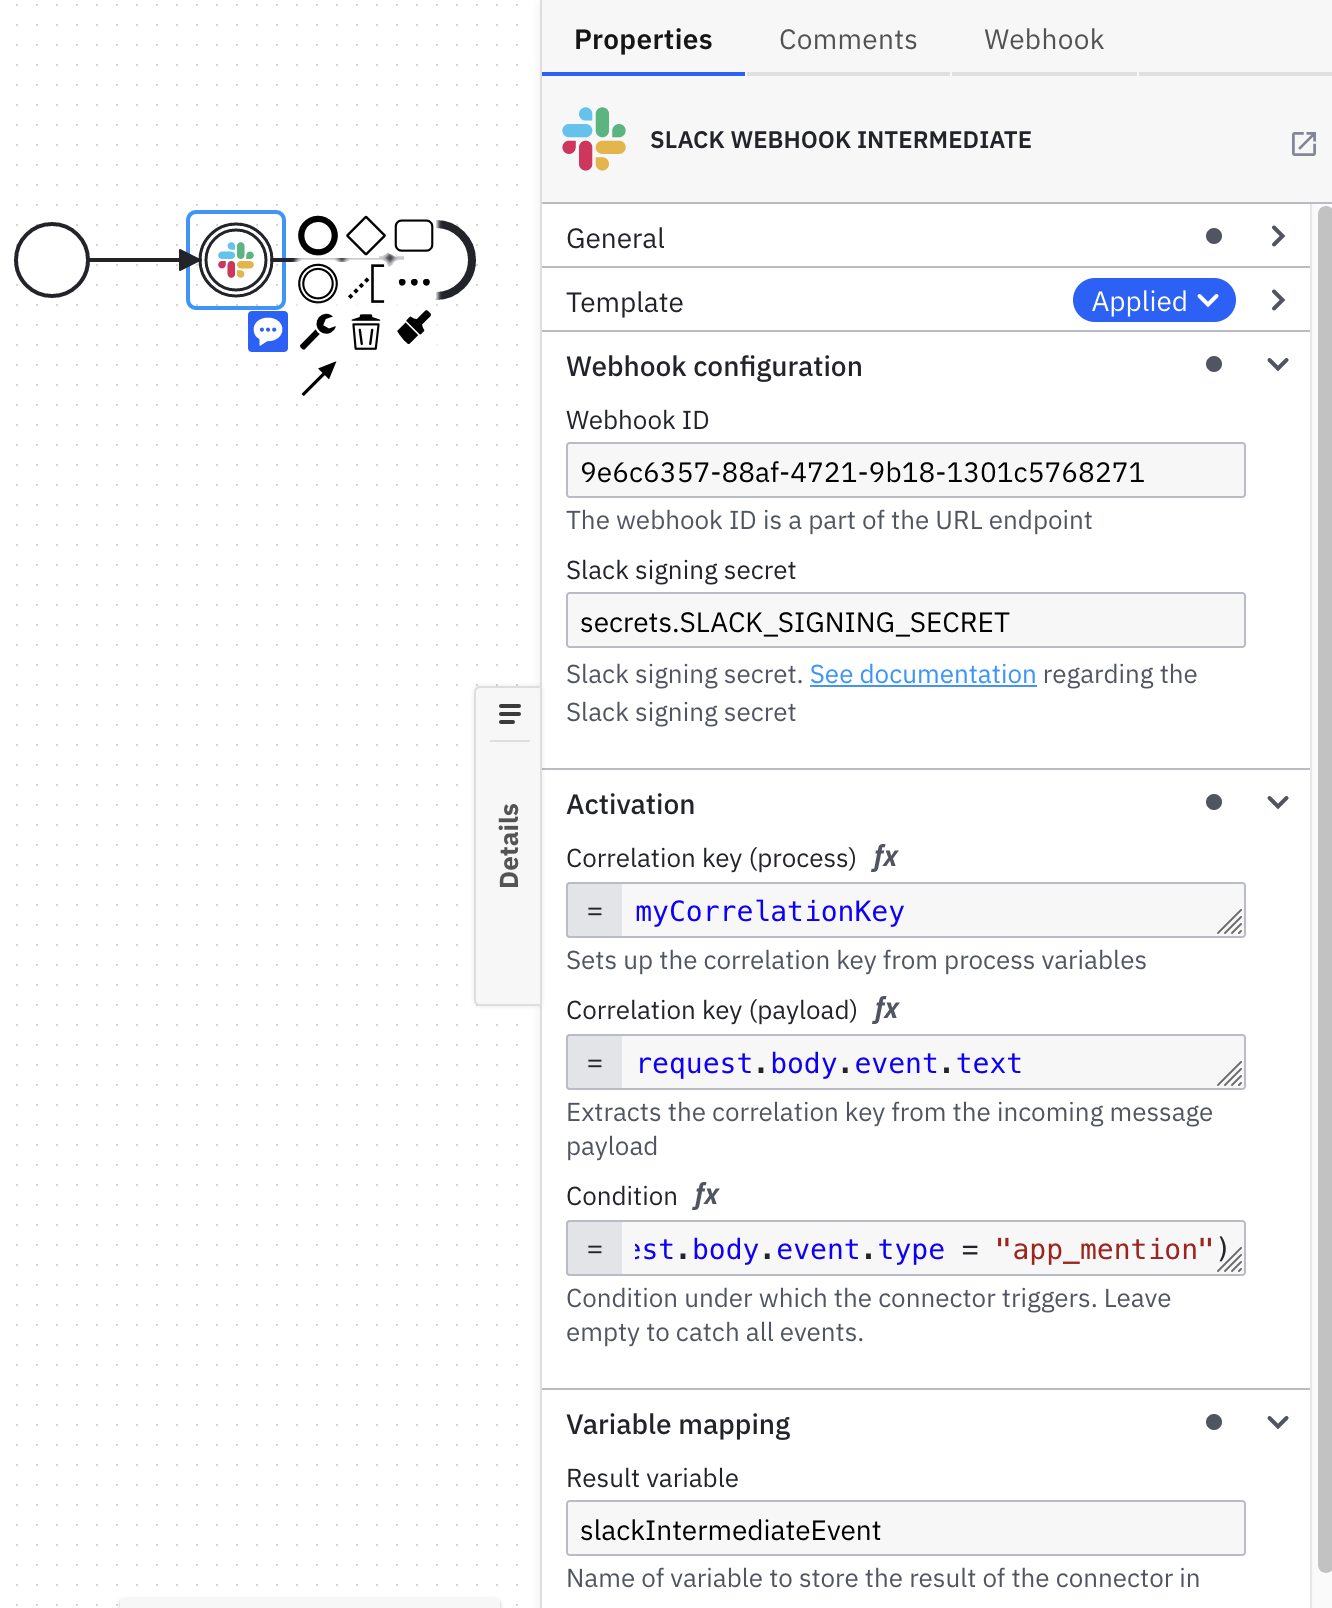 Properties
Comments
Webhook
SLACK WEBHOOK INTERMEDIATE
General
Template
Applied
Webhook configuration
Webhook ID
9e6c6357-88af-4721-9b18-1301c5768271
The webhook ID is a part of the URL endpoint
Slack signing secret
secrets.SLACK_SIGNING_SECRET
Slack signing secret. See documentation regarding the
Slack signing secret
Details
Activation
Correlation key (process) fx
= myCorrelationKey
Sets up the correlation key from process variables
Correlation key (payload) fx
= request.body.event.text
Extracts the correlation key from the incoming message
payload
Condition fx
= est.body.event.type = "app_mention")
Condition under which the connector triggers. Leave
empty to catch all events.
Variable mapping
Result variable
slackIntermediateEvent
Name of variable to store the result of the connector in